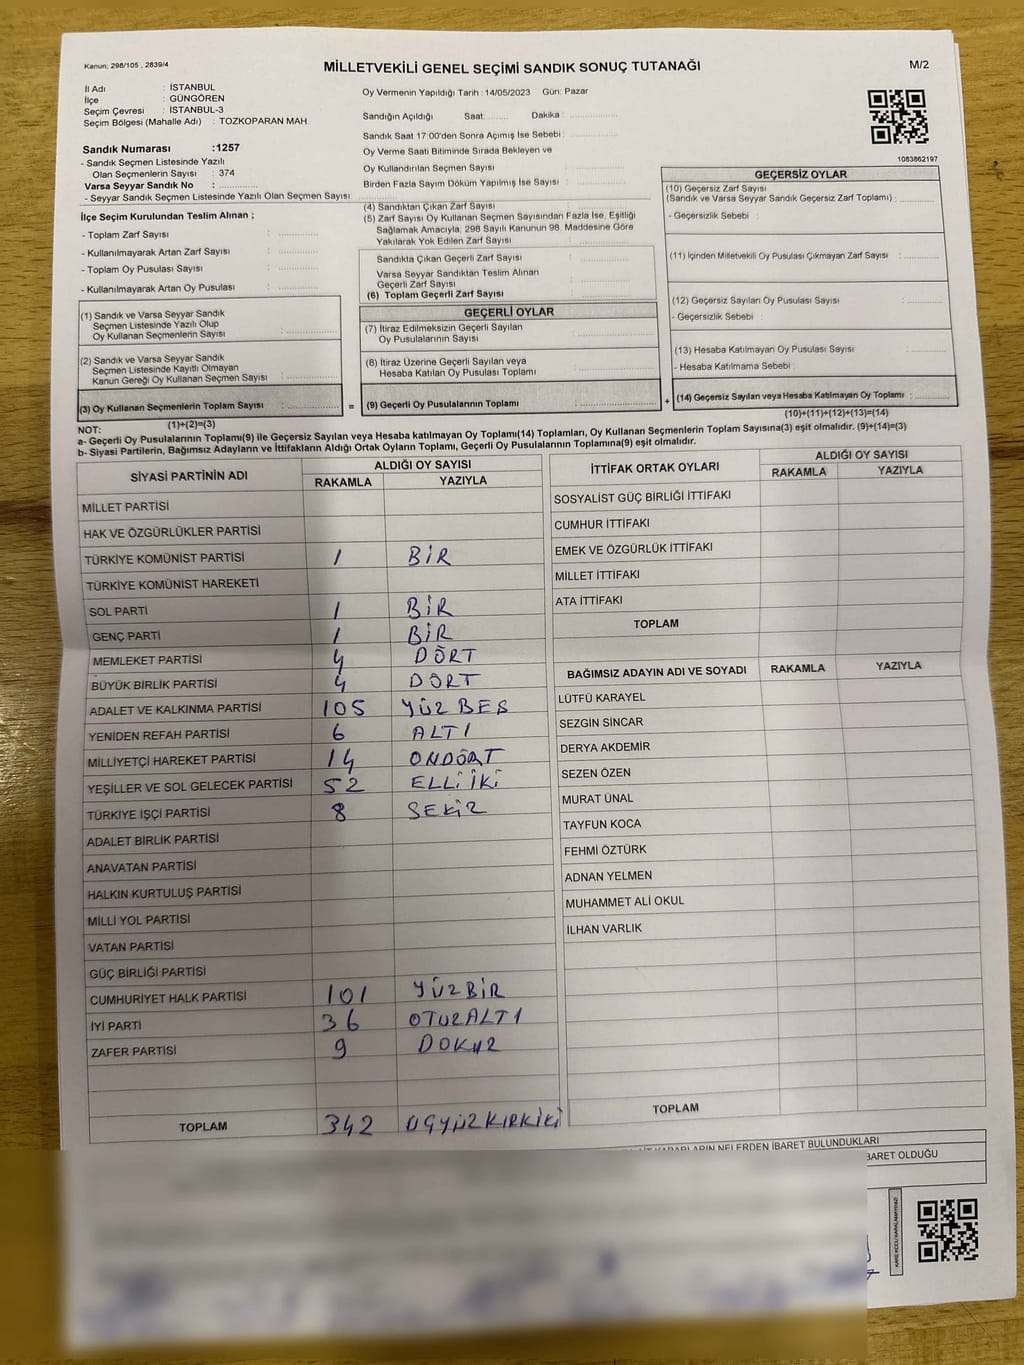 Kanun; 298/105 , 2839/4
MİLLETVEKİLİ GENEL SEÇİMİ SANDIK SONUÇ TUTANAĞI
M/2
İl Adı : İSTANBUL
İlçe : GÜNGÖREN
Seçim Çevresi : İSTANBUL-3
Seçim Bölgesi (Mahalle Adı) : TOZKOPARAN MAH.
Sandık Numarası :1257
- Sandık Seçmen Listesinde Yazılı
Olan Seçmenlerin Sayısı : 374
Varsa Seyyar Sandık No :
- Seyyar Sandık Seçmen Listesinde Yazılı Olan Seçmen Sayısı:
İlçe Seçim Kurulundan Teslim Alınan ;
- Toplam Zarf Sayısı :
- Kullanılmayarak Artan Zarf Sayısı :
- Toplam Oy Pusulası Sayısı :
- Kullanılmayarak Artan Oy Pusulası :
(1) Sandık ve Varsa Seyyar Sandık
Seçmen Listesinde Yazılı Olup
Oy Kullanan Seçmenlerin Sayısı :
(2) Sandık ve Varsa Seyyar Sandık
Seçmen Listesinde Kayıtlı Olmayan
Kanun Gereği Oy Kullanan Seçmen Sayısı :
(3) Oy Kullanan Seçmenlerin Toplam Sayısı :
(1)+(2)=(3)
Oy Vermenin Yapıldığı Tarih :14/05/2023 Gün: Pazar
Sandığın Açıldığı Saat: Dakika :
Sandık Saat 17:00'den Sonra Açımış İse Sebebi :
Oy Verme Saati Bitiminde Sırada Bekleyen ve
Oy Kullandırılan Seçmen Sayısı :
Birden Fazla Sayım Döküm Yapılmış İse Sayısı :
(4) Sandıktan Çıkan Zarf Sayısı :
(5) Zarf Sayısı Oy Kullanan Seçmen Sayısından Fazla İse, Eşitliği
Sağlamak Amacıyla, 298 Sayılı Kanunun 98. Maddesine Göre
Yakılarak Yok Edilen Zarf Sayısı :
Sandıkta Çıkan Geçerli Zarf Sayısı :
Varsa Seyyar Sandıktan Teslim Alınan
Geçerli Zarf Sayısı :
(6) Toplam Geçerli Zarf Sayısı :
GEÇERLİ OYLAR
(7) İtiraz Edilmeksizin Geçerli Sayılan
Oy Pusulalarının Sayısı :
(8) İtiraz Üzerine Geçerli Sayılan veya
Hesaba Katılan Oy Pusulası Toplamı :
= (9) Geçerli Oy Pusulalarının Toplamı :
1083862197
GEÇERSİZ OYLAR
(10) Geçersiz Zarf Sayısı
(Sandık ve Varsa Seyyar Sandık Geçersiz Zarf Toplamı) :
- Geçersizlik Sebebi :
(11) İçinden Milletvekili Oy Pusulası Çıkmayan Zarf Sayısı :
(12) Geçersiz Sayılan Oy Pusulası Sayısı :
- Geçersizlik Sebebi :
(13) Hesaba Katılmayan Oy Pusulası Sayısı :
- Hesaba Katılmama Sebebi :
+ (14) Geçersiz Sayılan veya Hesaba Katılmayan Oy Toplamı :
(10)+(11)+(12)+(13)=(14)
NOT:
a- Geçerli Oy Pusulalarının Toplamı(9) ile Geçersiz Sayılan veya Hesaba katılmayan Oy Toplamı(14) Toplamları, Oy Kullanan Seçmenlerin Toplam Sayısına(3) eşit olmalıdır. (9)+(14)=(3)
b- Siyasi Partilerin, Bağımsız Adayların ve İttifakların Aldığı Ortak Oyların Toplamı, Geçerli Oy Pusulalarının Toplamına(9) eşit olmalıdır.
SİYASİ PARTİNİN ADI ALDIĞI OY SAYISI
RAKAMLA YAZIYLA
MİLLET PARTİSİ
HAK VE ÖZGÜRLÜKLER PARTİSİ
TÜRKİYE KOMÜNİST PARTİSİ 1 BİR
TÜRKİYE KOMÜNİST HAREKETİ
SOL PARTİ 1 BİR
GENÇ PARTİ 1 BİR
MEMLEKET PARTİSİ 4 DÖRT
BÜYÜK BİRLİK PARTİSİ 4 DÖRT
ADALET VE KALKINMA PARTİSİ 105 YÜZ BEŞ
YENİDEN REFAH PARTİSİ 6 ALTI
MİLLİYETÇİ HAREKET PARTİSİ 14 ONDÖRT
YEŞİLLER VE SOL GELECEK PARTİSİ 52 ELLİ İKİ
TÜRKİYE İŞÇİ PARTİSİ 8 SEKİZ
ADALET BİRLİK PARTİSİ
ANAVATAN PARTİSİ
HALKIN KURTULUŞ PARTİSİ
MİLLİ YOL PARTİSİ
VATAN PARTİSİ
GÜÇ BİRLİĞİ PARTİSİ
CUMHURİYET HALK PARTİSİ 101 YÜZBİR
İYİ PARTİ 36 OTUZALTI
ZAFER PARTİSİ 9 DOKUZ
TOPLAM 342 ÜÇYÜZKIRKİKİ
İTTİFAK ORTAK OYLARI ALDIĞI OY SAYISI
RAKAMLA YAZIYLA
SOSYALİST GÜÇ BİRLİĞİ İTTİFAKI
CUMHUR İTTİFAKI
EMEK VE ÖZGÜRLÜK İTTİFAKI
MİLLET İTTİFAKI
ATA İTTİFAKI
TOPLAM
BAĞIMSIZ ADAYIN ADI VE SOYADI RAKAMLA YAZIYLA
LÜTFÜ KARAYEL
SEZGİN SİNCAR
DERYA AKDEMİR
SEZEN ÖZEN
MURAT ÜNAL
TAYFUN KOCA
FEHMİ ÖZTÜRK
ADNAN YELMEN
MUHAMMET ALİ OKUL
İLHAN VARLIK
TOPLAM
KARARLARIN NELERDEN İBARET BULUNDUKLARI
BARET OLDUĞU